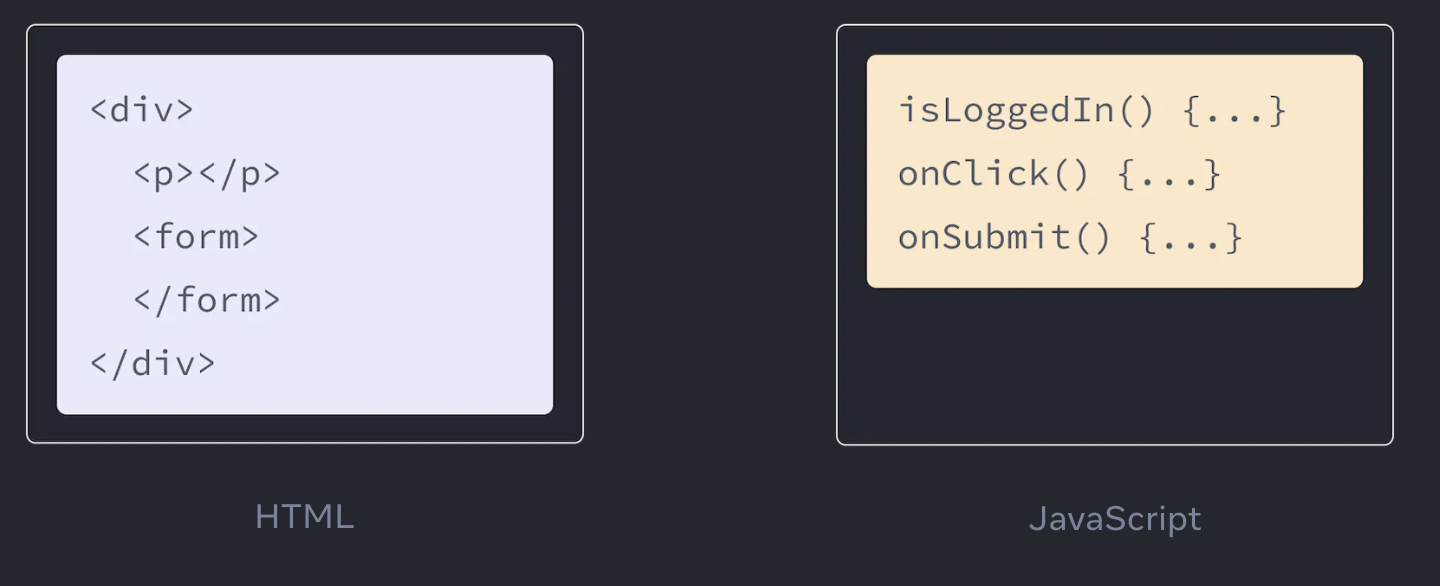 <div>
<p></p>
<form>
</form>
</div>
HTML
isLoggedIn() {...}
onClick() {...}
onSubmit() {...}
JavaScript